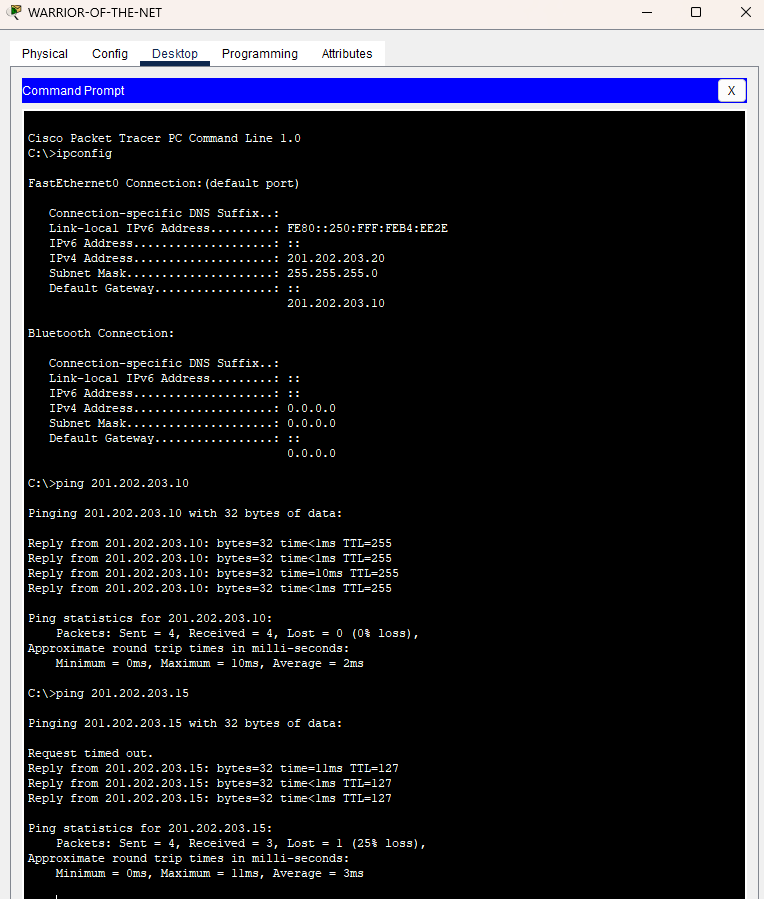 WARRIOR-OF-THE-NET
Physical Config Desktop Programming Attributes
Command Prompt X
Cisco Packet Tracer PC Command Line 1.0
C:\>ipconfig
FastEthernet0 Connection:(default port)
Connection-specific DNS Suffix..:
Link-local IPv6 Address.........: FE80::250:FFF:FEB4:EE2E
IPv6 Address....................: ::
IPv4 Address....................: 201.202.203.20
Subnet Mask.....................: 255.255.255.0
Default Gateway.................: ::
201.202.203.10
Bluetooth Connection:
Connection-specific DNS Suffix..:
Link-local IPv6 Address.........: ::
IPv6 Address....................: ::
IPv4 Address....................: 0.0.0.0
Subnet Mask.....................: 0.0.0.0
Default Gateway.................: ::
0.0.0.0
C:\>ping 201.202.203.10
Pinging 201.202.203.10 with 32 bytes of data:
Reply from 201.202.203.10: bytes=32 time<1ms TTL=255
Reply from 201.202.203.10: bytes=32 time<1ms TTL=255
Reply from 201.202.203.10: bytes=32 time=10ms TTL=255
Reply from 201.202.203.10: bytes=32 time<1ms TTL=255
Ping statistics for 201.202.203.10:
Packets: Sent = 4, Received = 4, Lost = 0 (0% loss),
Approximate round trip times in milli-seconds:
Minimum = 0ms, Maximum = 10ms, Average = 2ms
C:\>ping 201.202.203.15
Pinging 201.202.203.15 with 32 bytes of data:
Request timed out.
Reply from 201.202.203.15: bytes=32 time=11ms TTL=127
Reply from 201.202.203.15: bytes=32 time<1ms TTL=127
Reply from 201.202.203.15: bytes=32 time<1ms TTL=127
Ping statistics for 201.202.203.15:
Packets: Sent = 4, Received = 3, Lost = 1 (25% loss),
Approximate round trip times in milli-seconds:
Minimum = 0ms, Maximum = 11ms, Average = 3ms